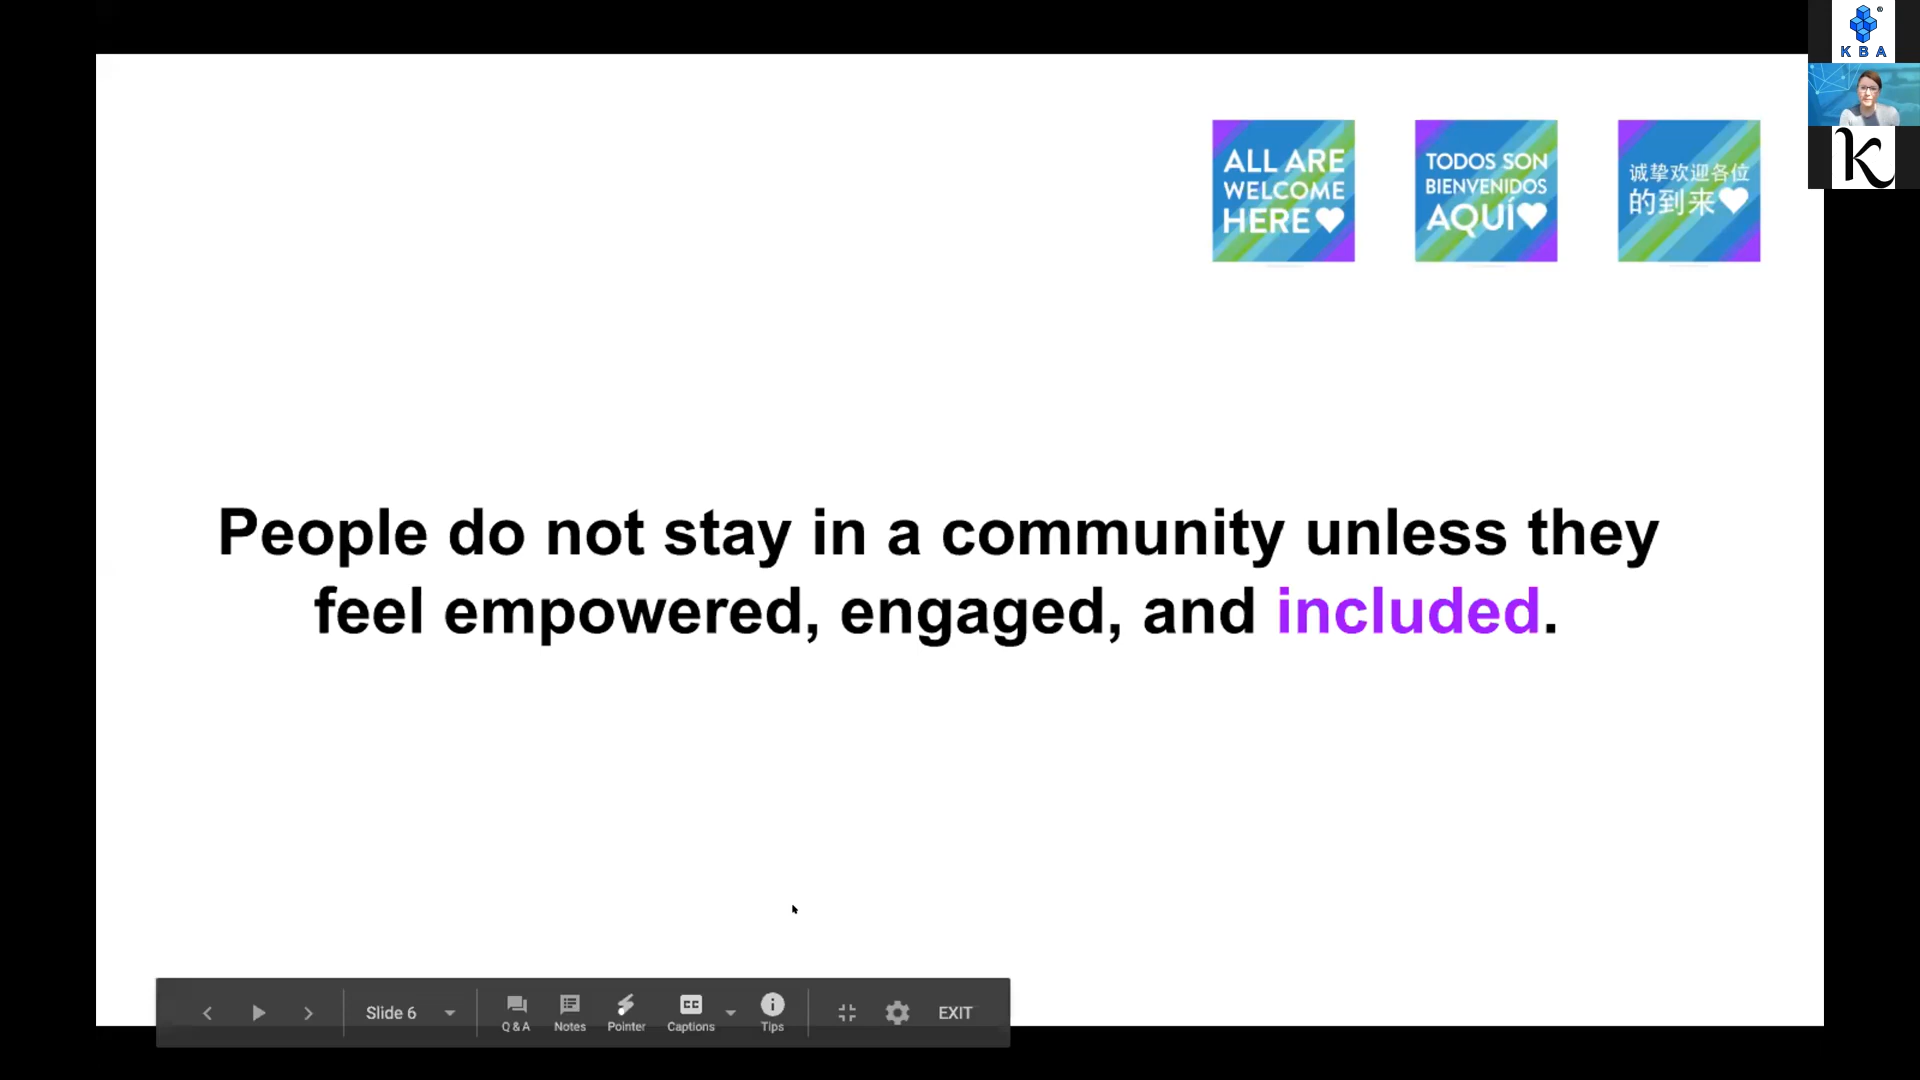 KBA
k
ALL ARE
WELCOME
HERE
TODOS SON
BIENVENIDOS
AQUÍ
诚挚欢迎各位
的到来
People do not stay in a community unless they
feel empowered, engaged, and included.
Slide 6
Q & A
Notes
Pointer
CC
Captions
Tips
EXIT